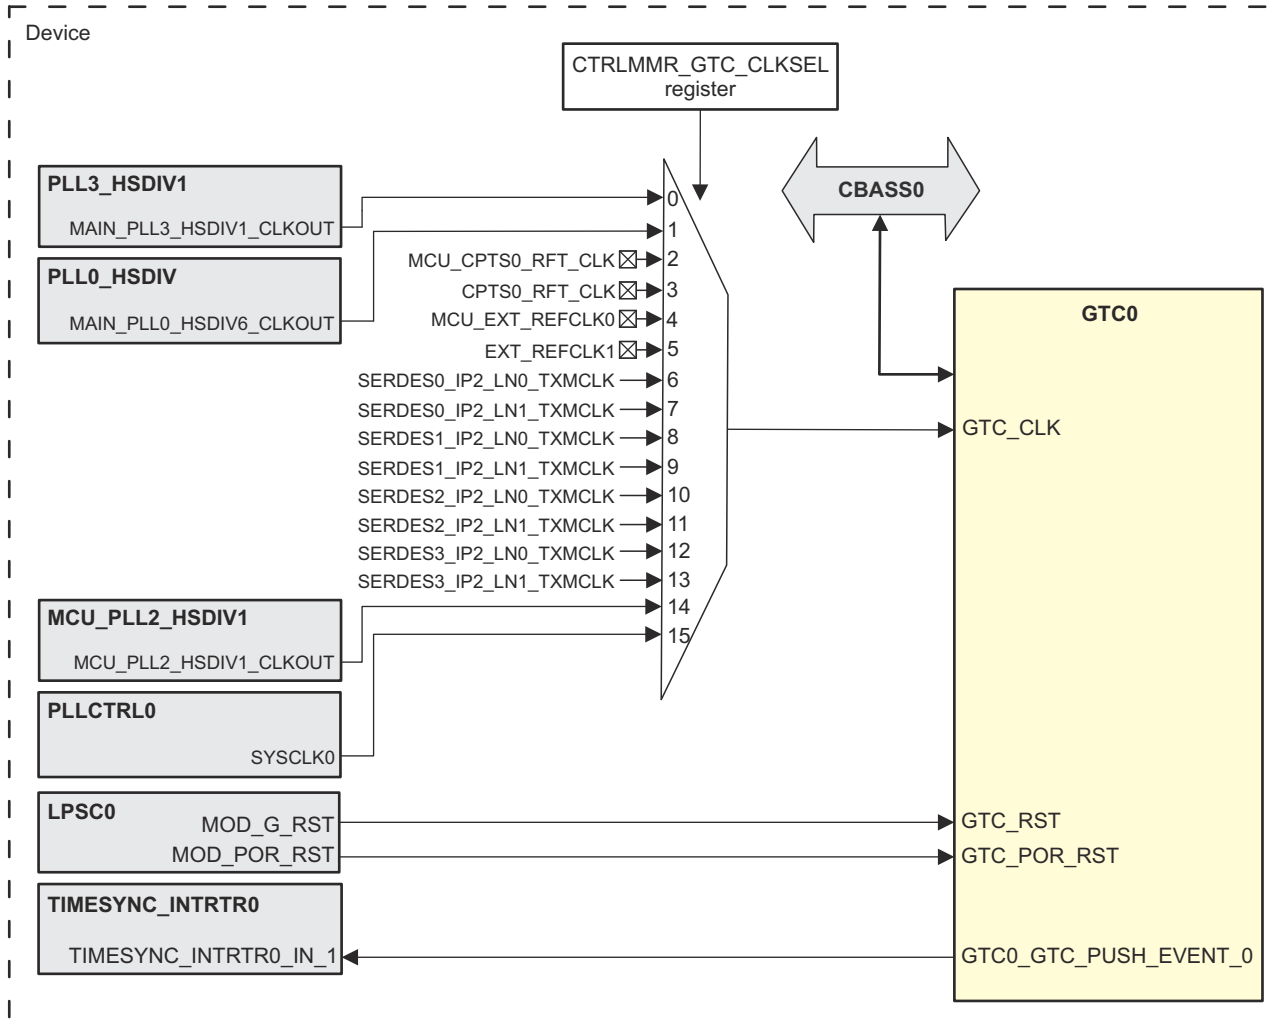 Device
CTRLMMR_GTC_CLKSEL
register
PLL3_HSDIV1
MAIN_PLL3_HSDIV1_CLKOUT
PLL0_HSDIV
MAIN_PLL0_HSDIV6_CLKOUT
0
1
MCU_CPTS0_RFT_CLK 2
CPTS0_RFT_CLK 3
MCU_EXT_REFCLK0 4
EXT_REFCLK1 5
SERDES0_IP2_LN0_TXMCLK 6
SERDES0_IP2_LN1_TXMCLK 7
SERDES1_IP2_LN0_TXMCLK 8
SERDES1_IP2_LN1_TXMCLK 9
SERDES2_IP2_LN0_TXMCLK 10
SERDES2_IP2_LN1_TXMCLK 11
SERDES3_IP2_LN0_TXMCLK 12
SERDES3_IP2_LN1_TXMCLK 13
14
15
MCU_PLL2_HSDIV1
MCU_PLL2_HSDIV1_CLKOUT
PLLCTRL0
SYSCLK0
LPSC0
MOD_G_RST
MOD_POR_RST
TIMESYNC_INTRTR0
TIMESYNC_INTRTR0_IN_1
CBASS0
GTC0
GTC_CLK
GTC_RST
GTC_POR_RST
GTC0_GTC_PUSH_EVENT_0